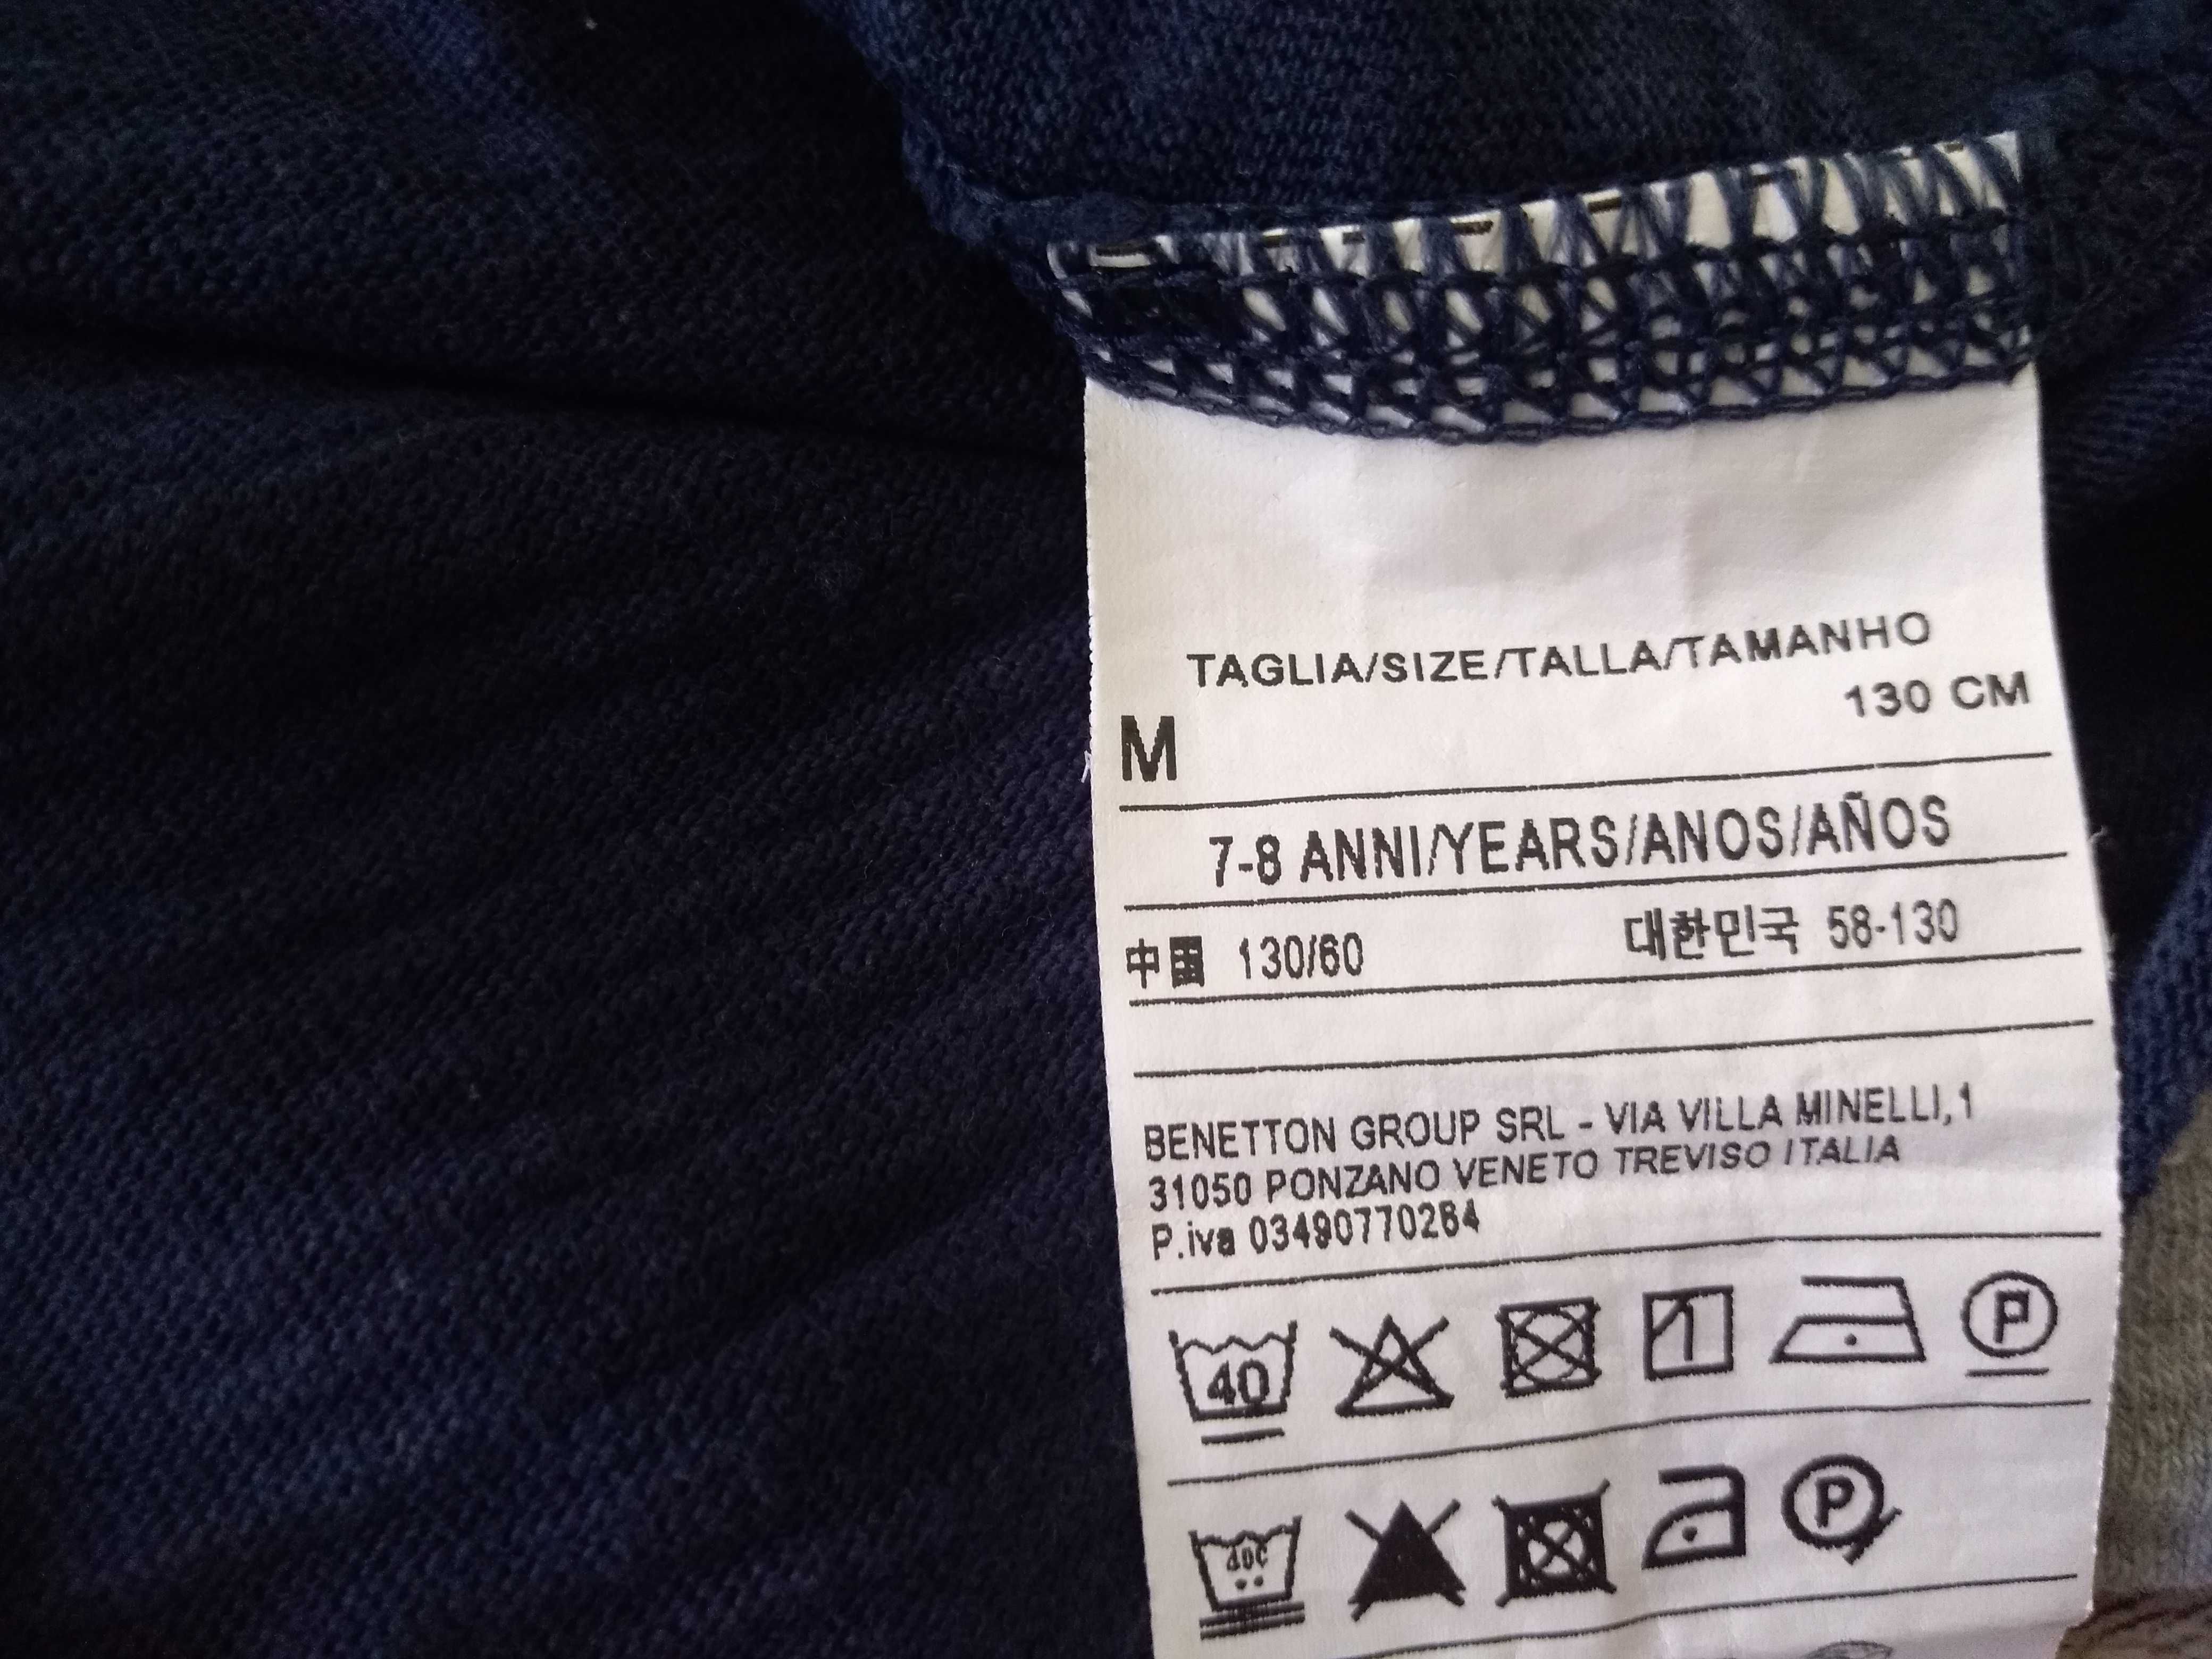 TAGLIA/SIZE/TALLA/TAMANHO
130 CM
M
7-8 ANNI/YEARS/ANOS/AÑOS
中国 130/60 대한민국 58-130
BENETTON GROUP SRL - VIA VILLA MINELLI,1
31050 PONZANO VENETO TREVISO ITALIA
P.iva 03490770264
40 P
40C P